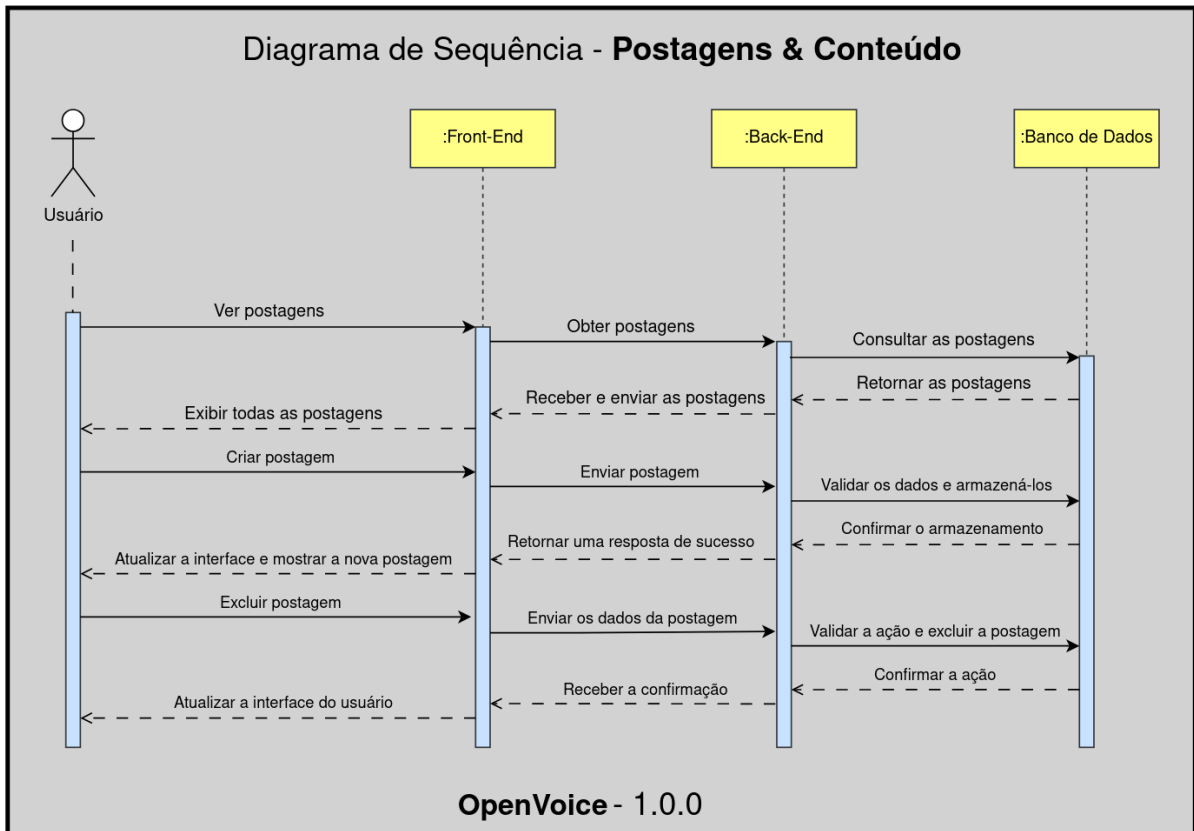 Diagrama de Sequência - Postagens & Conteúdo
:Front-End
:Back-End
:Banco de Dados
Usuário
Ver postagens
Obter postagens
Consultar as postagens
Retornar as postagens
Receber e enviar as postagens
Exibir todas as postagens
Criar postagem
Enviar postagem
Validar os dados e armazená-los
Confirmar o armazenamento
Retornar uma resposta de sucesso
Atualizar a interface e mostrar a nova postagem
Excluir postagem
Enviar os dados da postagem
Validar a ação e excluir a postagem
Confirmar a ação
Receber a confirmação
Atualizar a interface do usuário
OpenVoice - 1.0.0